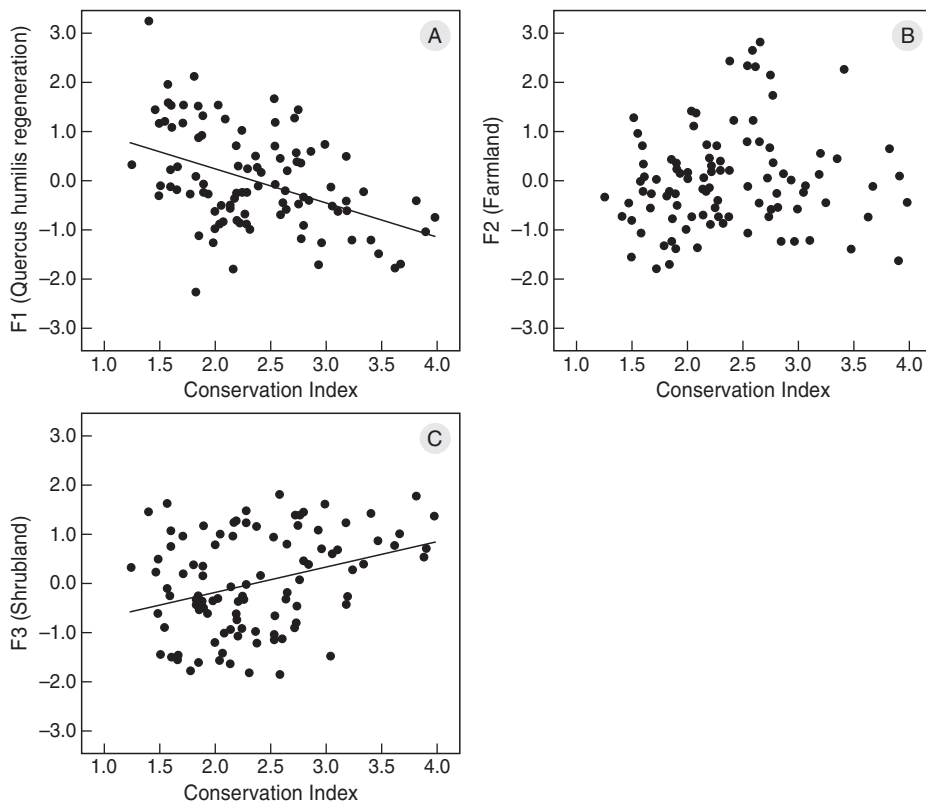 A
3.0
2.0
1.0
0.0
–1.0
–2.0
–3.0
F1 (Quercus humilis regeneration)
1.0 1.5 2.0 2.5 3.0 3.5 4.0
Conservation Index
B
3.0
2.0
1.0
0.0
–1.0
–2.0
–3.0
F2 (Farmland)
1.0 1.5 2.0 2.5 3.0 3.5 4.0
Conservation Index
C
3.0
2.0
1.0
0.0
–1.0
–2.0
–3.0
F3 (Shrubland)
1.0 1.5 2.0 2.5 3.0 3.5 4.0
Conservation Index